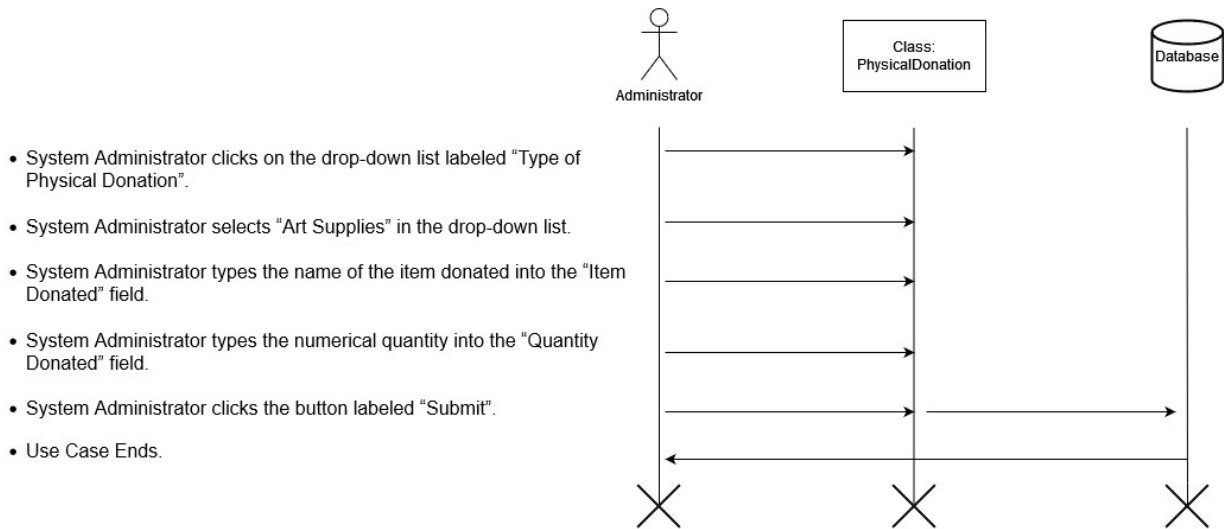 Administrator
Class:
PhysicalDonation
Database
• System Administrator clicks on the drop-down list labeled “Type of
Physical Donation”.
• System Administrator selects “Art Supplies” in the drop-down list.
• System Administrator types the name of the item donated into the “Item
Donated” field.
• System Administrator types the numerical quantity into the “Quantity
Donated” field.
• System Administrator clicks the button labeled “Submit”.
• Use Case Ends.